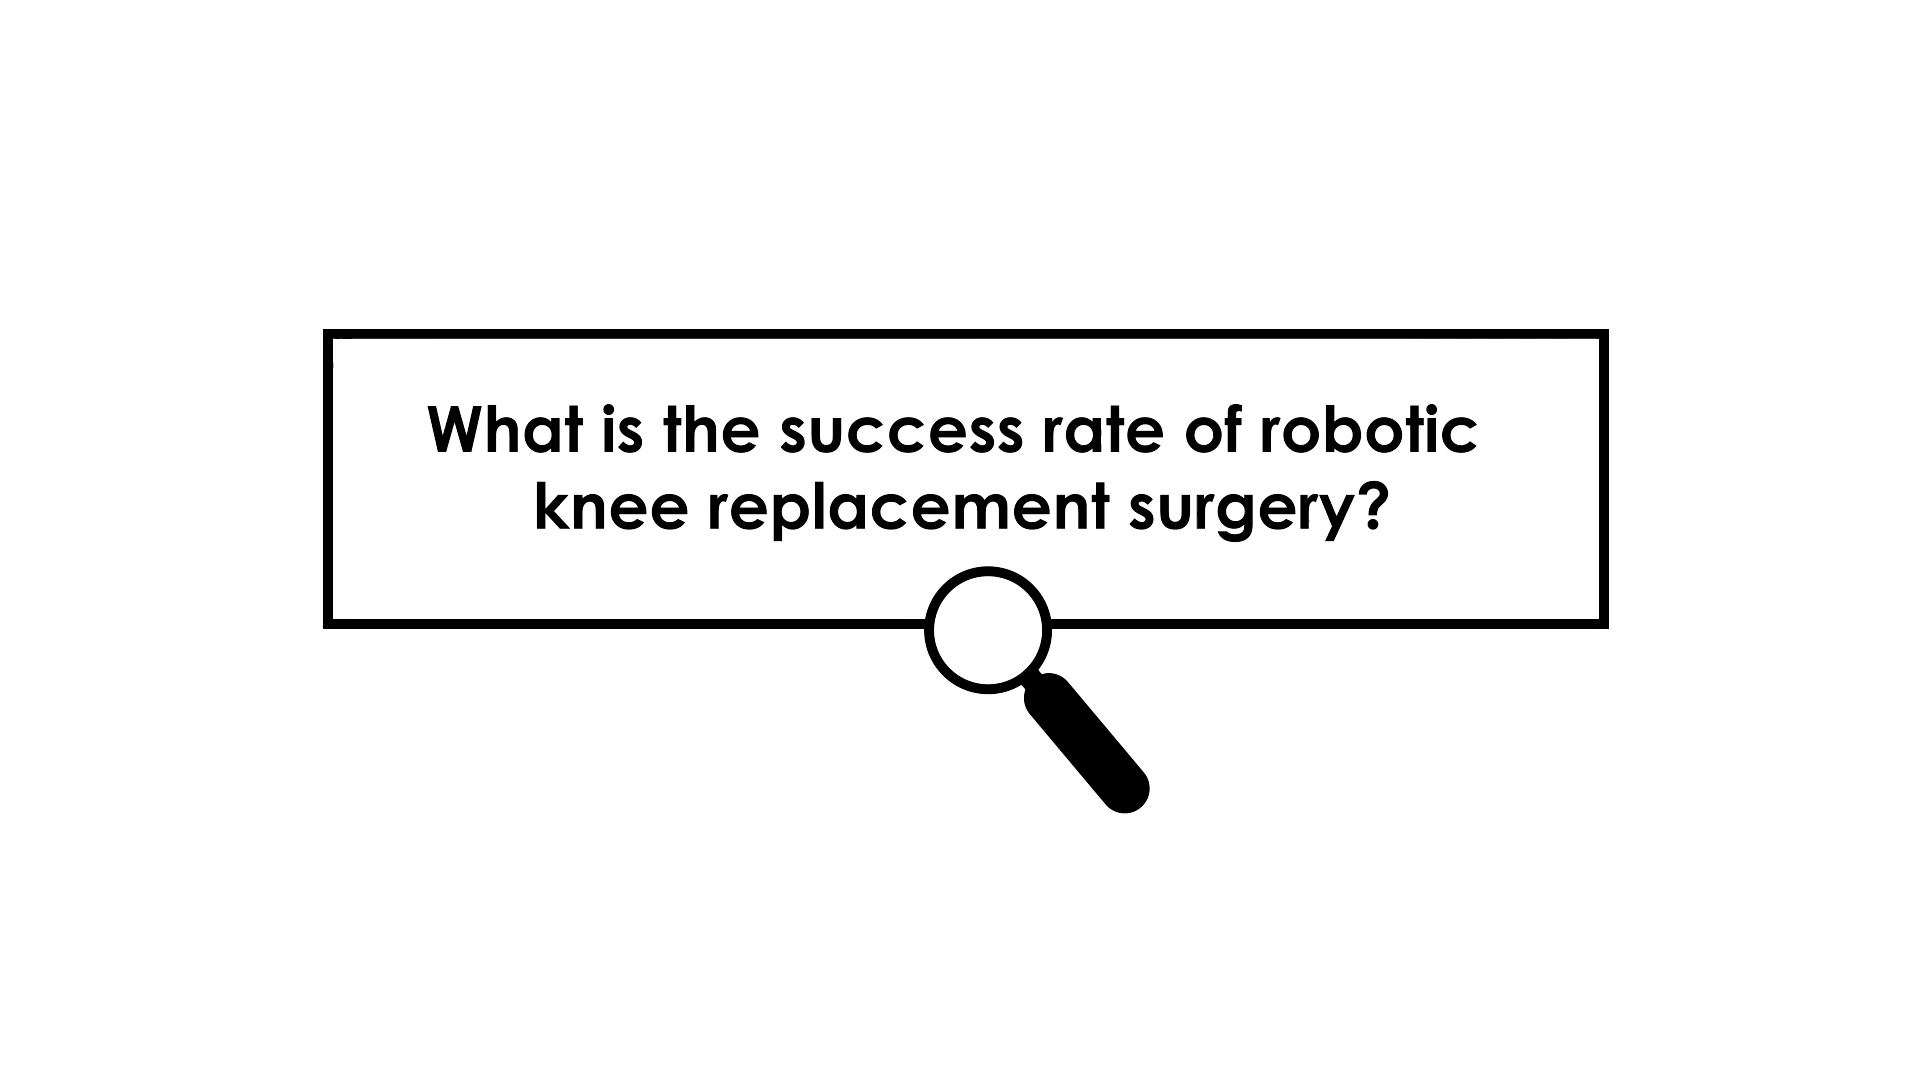 What is the success rate of robotic
knee replacement surgery?